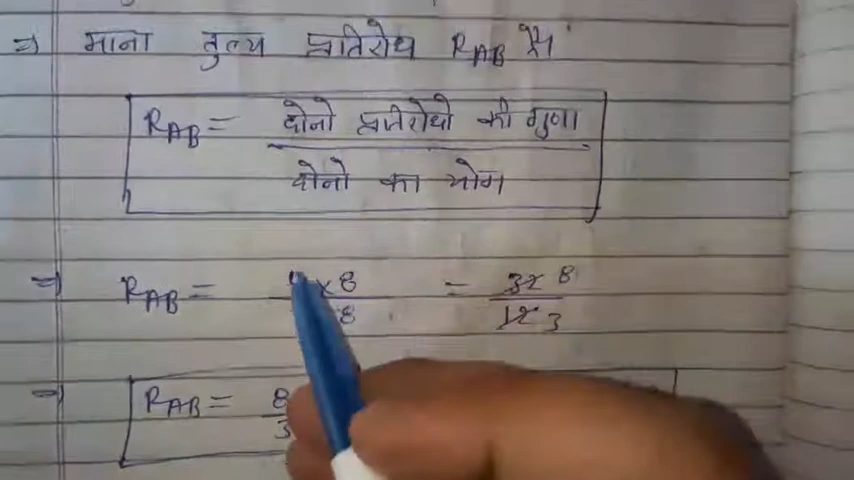 ⇒ माना तुल्य प्रतिरोध RAB है
RAB = दोनो प्रतिरोधो की गुणा
दोनो का योग
⇒ RAB = x 8 = 32 8
8 12 3
⇒ RAB = 8
3